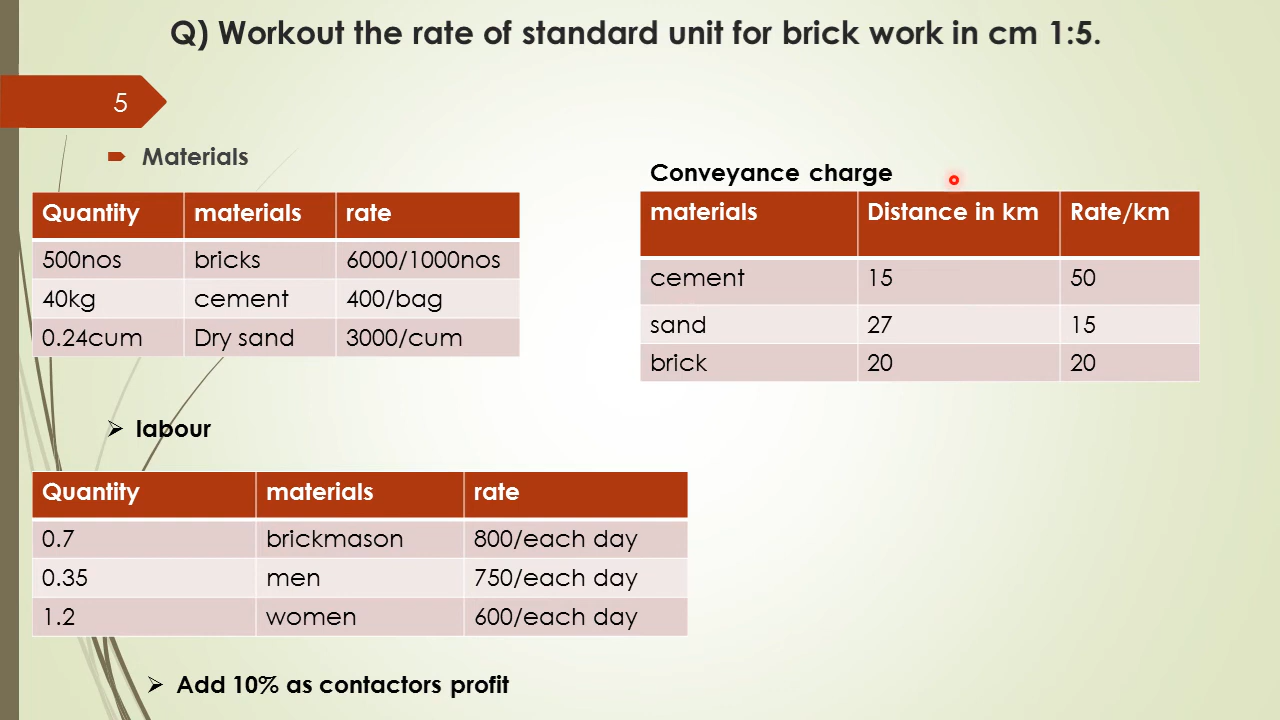 Q) Workout the rate of standard unit for brick work in cm 1:5.
5
Materials
Quantity materials rate
500nos bricks 6000/1000nos
40kg cement 400/bag
0.24cum Dry sand 3000/cum
Conveyance charge
materials Distance in km Rate/km
cement 15 50
sand 27 15
brick 20 20
labour
Quantity materials rate
0.7 brickmason 800/each day
0.35 men 750/each day
1.2 women 600/each day
Add 10% as contactors profit